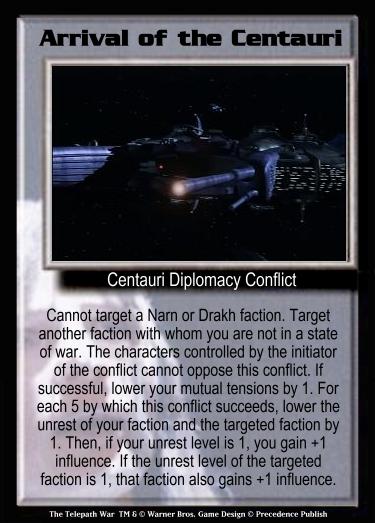 Arrival of the Centauri
Centauri Diplomacy Conflict
Cannot target a Narn or Drakh faction. Target
another faction with whom you are not in a state
of war. The characters controlled by the initiator
of the conflict cannot oppose this conflict. If
successful, lower your mutual tensions by 1. For
each 5 by which this conflict succeeds, lower the
unrest of your faction and the targeted faction by
1. Then, if your unrest level is 1, you gain +1
influence. If the unrest level of the targeted
faction is 1, that faction also gains +1 influence.
The Telepath War TM & © Warner Bros. Game Design © Precedence Publish